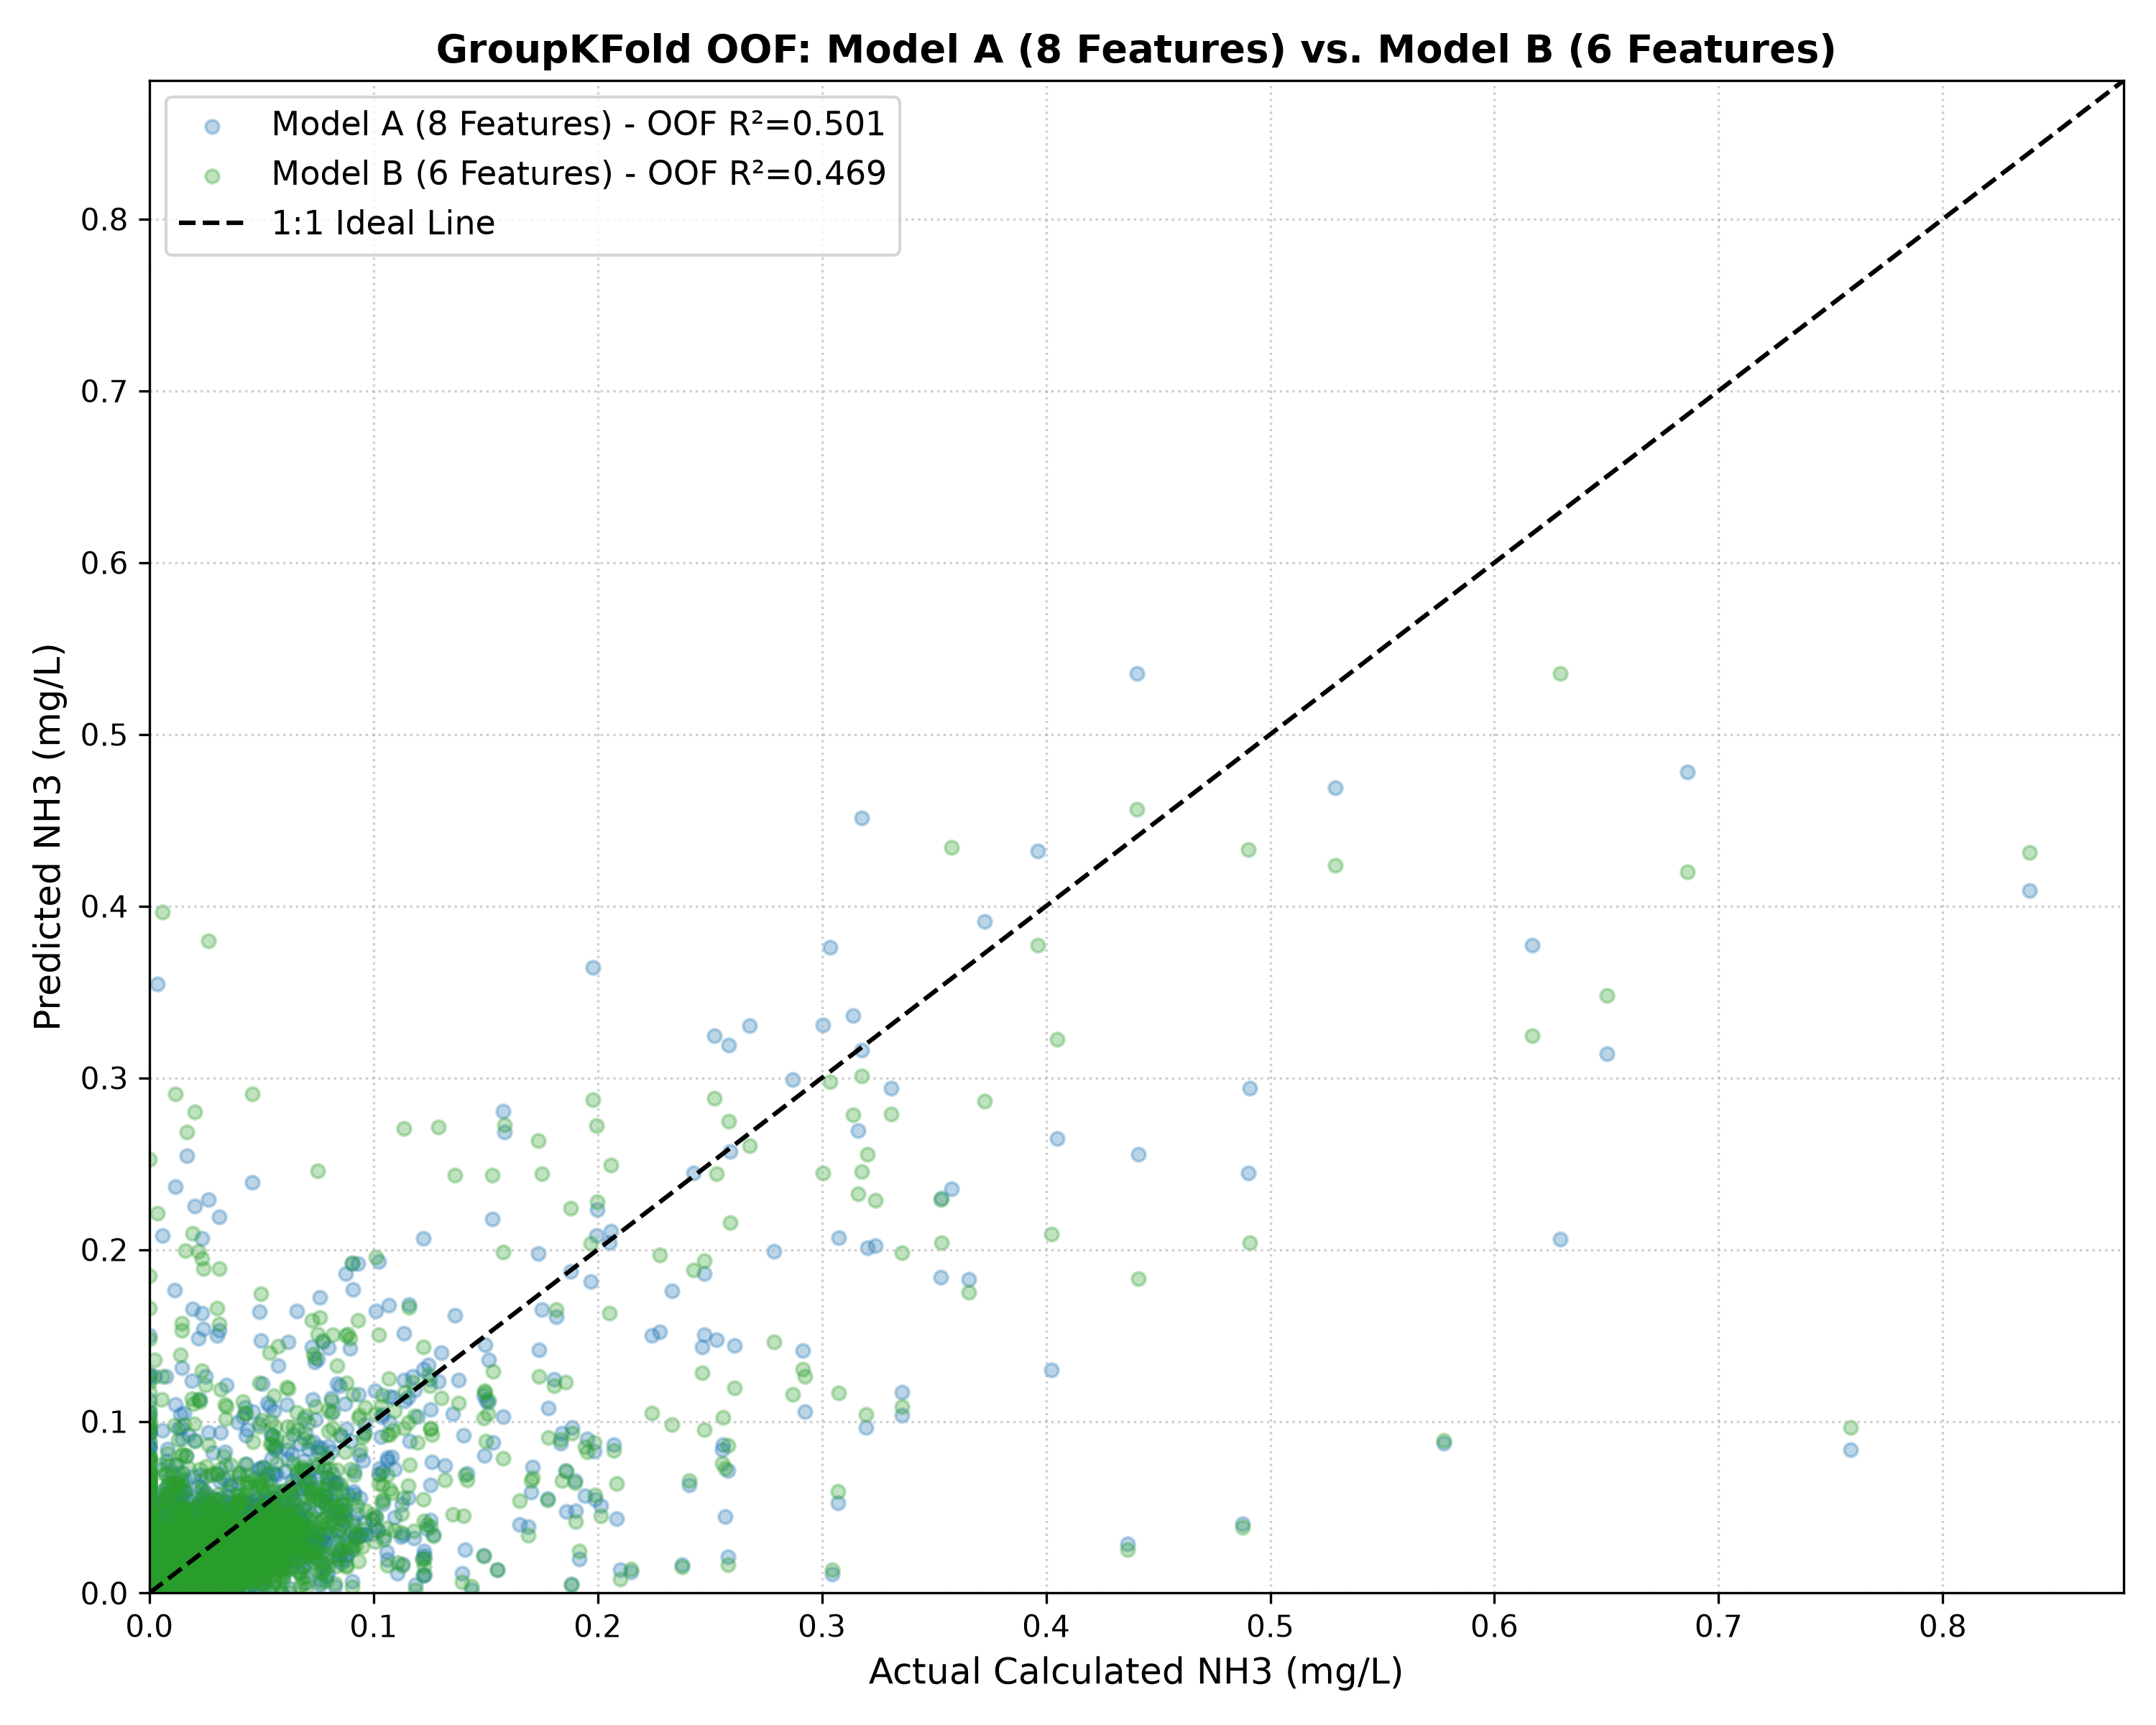 GroupKFold OOF: Model A (8 Features) vs. Model B (6 Features)
Model A (8 Features) - OOF R²=0.501
Model B (6 Features) - OOF R²=0.469
1:1 Ideal Line
Predicted NH3 (mg/L)
0.8
0.7
0.6
0.5
0.4
0.3
0.2
0.1
0.0
0.0 0.1 0.2 0.3 0.4 0.5 0.6 0.7 0.8
Actual Calculated NH3 (mg/L)